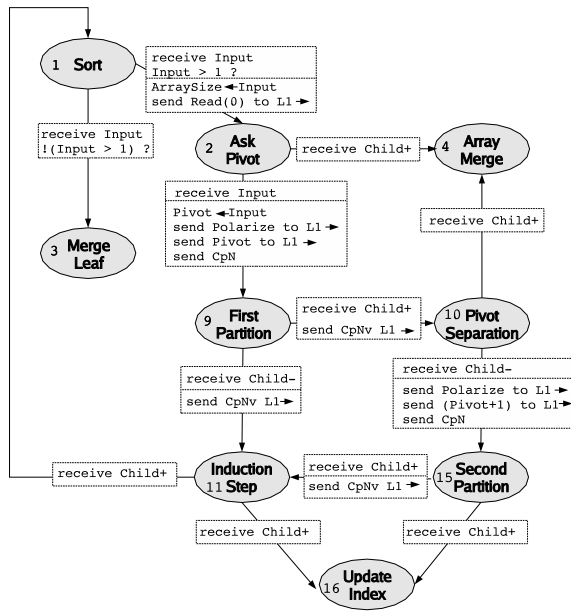 1 Sort
receive Input
Input > 1 ?
ArraySize ←Input
send Read(0) to L1 →
receive Input
!(Input > 1) ?
2 Ask
Pivot
receive Child+
4 Array
Merge
receive Input
Pivot ←Input
send Polarize to L1 →
send Pivot to L1 →
send CpN
receive Child+
3 Merge
Leaf
9 First
Partition
receive Child+
send CpNv L1 →
10 Pivot
Separation
receive Child-
send CpNv L1→
receive Child-
send Polarize to L1→
send (Pivot+1) to L1→
send CpN
receive Child+
Induction
11 Step
receive Child+
send CpNv L1 →
Second
15 Partition
receive Child+
receive Child+
Update
16 Index